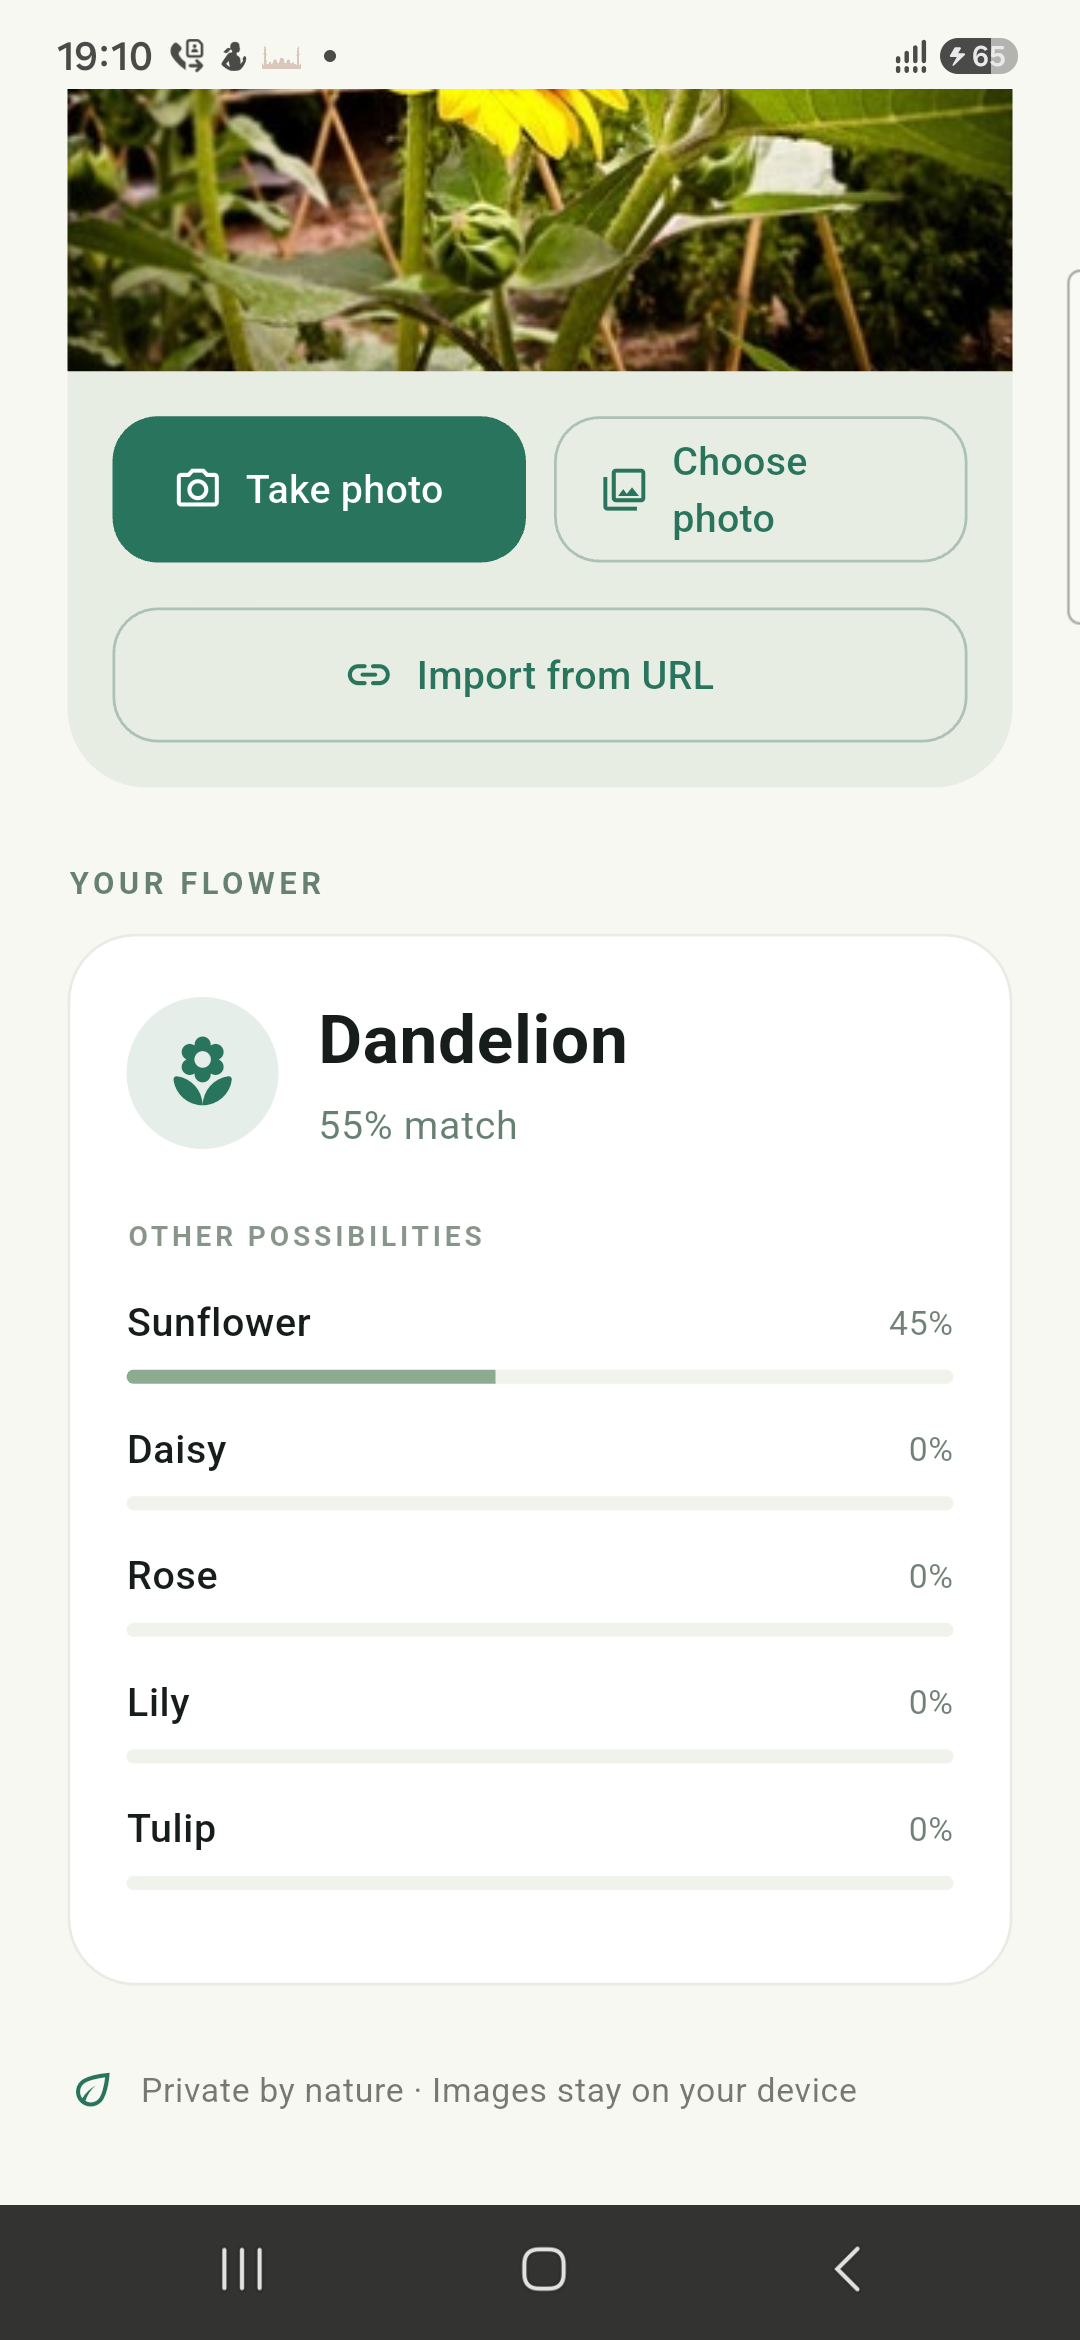 19:10
65
Take photo
Choose
photo
Import from URL
YOUR FLOWER
Dandelion
55% match
OTHER POSSIBILITIES
Sunflower 45%
Daisy 0%
Rose 0%
Lily 0%
Tulip 0%
Private by nature · Images stay on your device